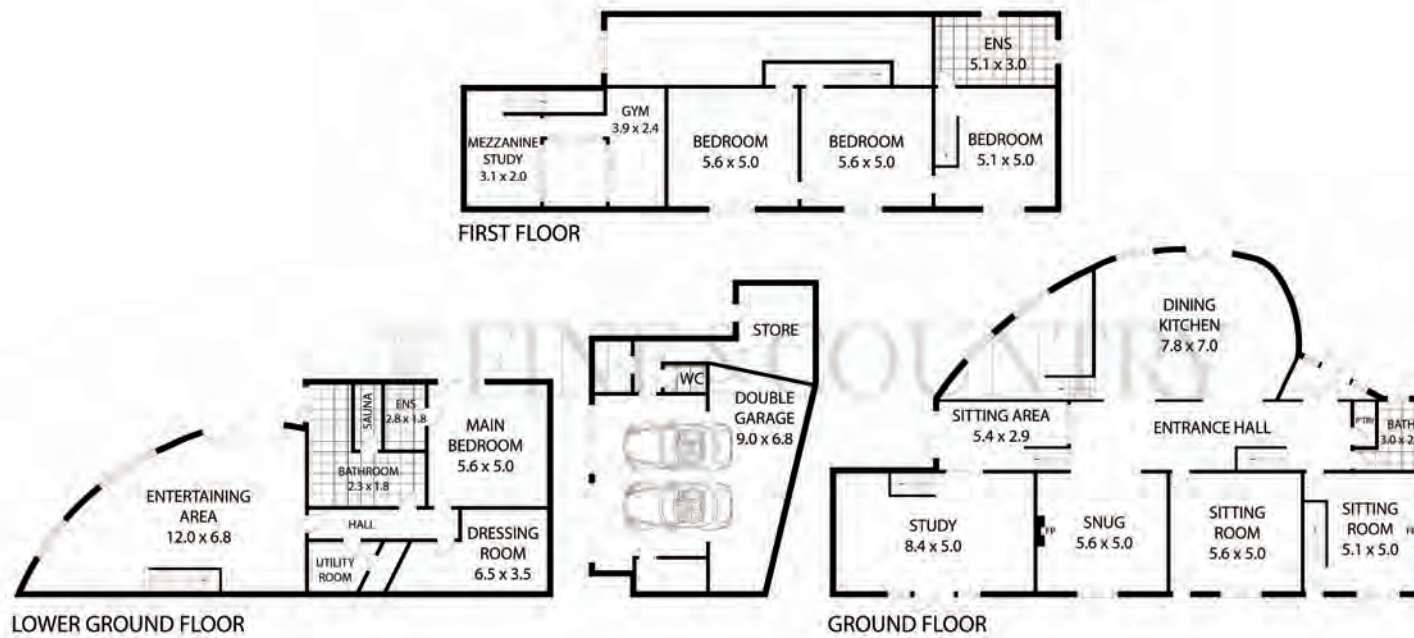 ENS
5.1 x 3.0
GYM
3.9 x 2.4
MEZZANINE
STUDY
3.1 x 2.0
BEDROOM
5.6 x 5.0
BEDROOM
5.6 x 5.0
BEDROOM
5.1 x 5.0
FIRST FLOOR
FINE & COUNTRY
SAUNA
ENS
2.8 x 1.8
MAIN
BEDROOM
5.6 x 5.0
BATHROOM
2.3 x 1.8
ENTERTAINING
AREA
12.0 x 6.8
HALL
UTILITY
ROOM
DRESSING
ROOM
6.5 x 3.5
LOWER GROUND FLOOR
STORE
WC
DOUBLE
GARAGE
9.0 x 6.8
DINING
KITCHEN
7.8 x 7.0
SITTING AREA
5.4 x 2.9
ENTRANCE HALL
BATH
3.0 x 2.
STUDY
8.4 x 5.0
FP
SNUG
5.6 x 5.0
SITTING
ROOM
5.6 x 5.0
SITTING
ROOM
5.1 x 5.0
GROUND FLOOR